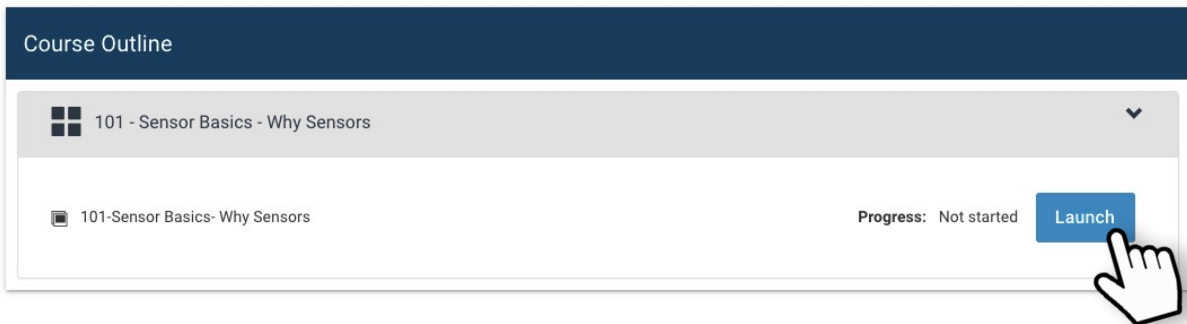 Course Outline
101 - Sensor Basics - Why Sensors
101-Sensor Basics- Why Sensors Progress: Not started Launch